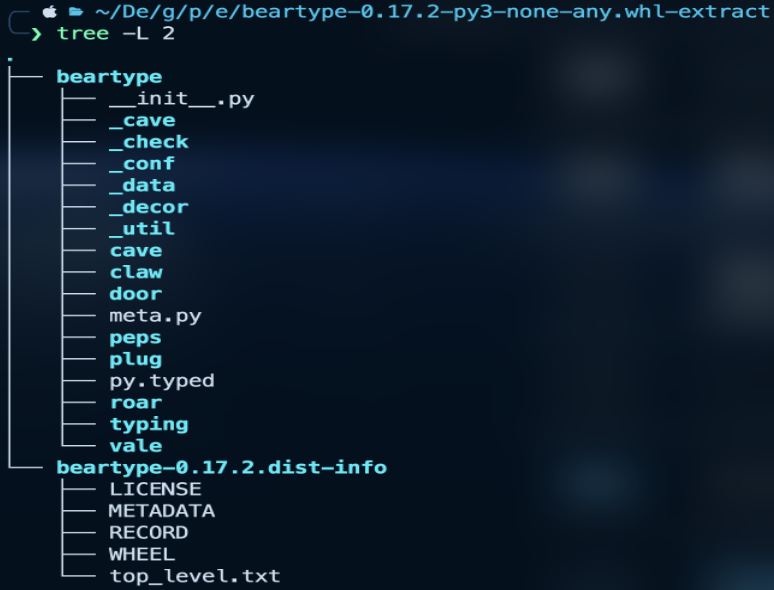 ~/De/g/p/e/beartype-0.17.2-py3-none-any.whl-extract
❯ tree -L 2
.
├── beartype
│   ├── __init__.py
│   ├── _cave
│   ├── _check
│   ├── _conf
│   ├── _data
│   ├── _decor
│   ├── _util
│   ├── cave
│   ├── claw
│   ├── door
│   ├── meta.py
│   ├── peps
│   ├── plug
│   ├── py.typed
│   ├── roar
│   ├── typing
│   └── vale
└── beartype-0.17.2.dist-info
    ├── LICENSE
    ├── METADATA
    ├── RECORD
    ├── WHEEL
    └── top_level.txt